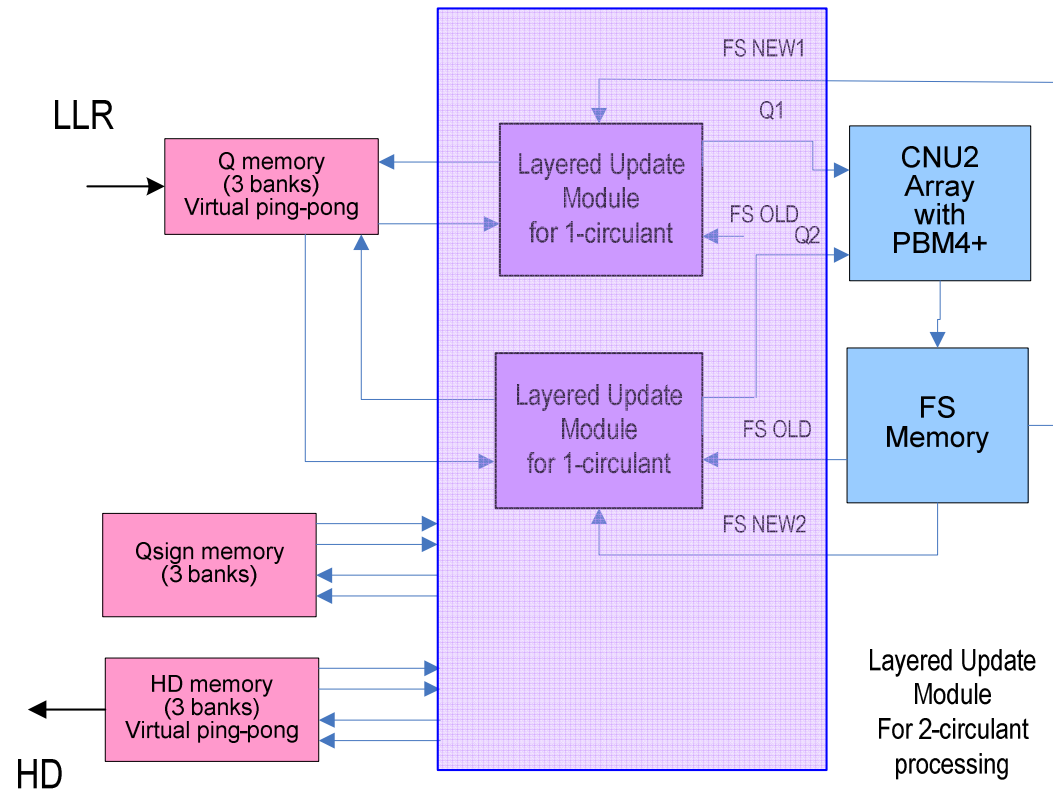 FS NEW1
LLR
Q1
Q memory
(3 banks)
Virtual ping-pong
Layered Update
Module
for 1-circulant
CNU2
Array
with
PBM4+
FS OLD
Q2
Layered Update
Module
for 1-circulant
FS OLD
FS
Memory
FS NEW2
Qsign memory
(3 banks)
HD memory
(3 banks)
Virtual ping-pong
HD
Layered Update
Module
For 2-circulant
processing